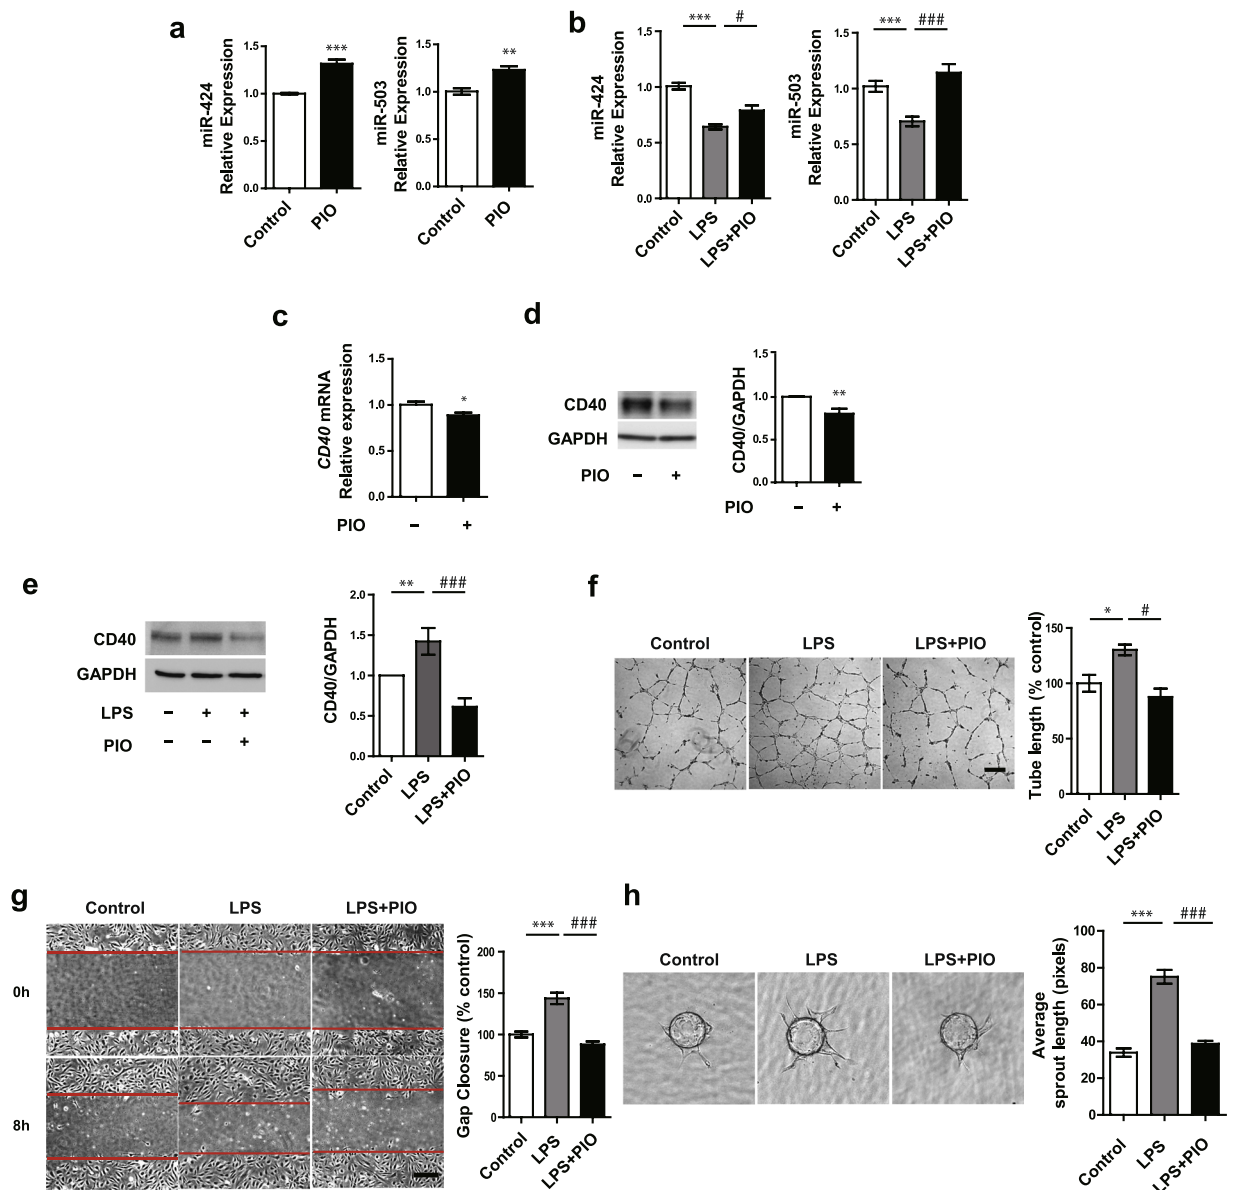 a
miR-424
Relative Expression
1.5
1.0
0.5
0.0
***
Control
PIO
miR-503
Relative Expression
1.5
1.0
0.5
0.0
**
Control
PIO
b
miR-424
Relative Expression
1.5
1.0
0.5
0.0
*** #
Control
LPS
LPS+PIO
miR-503
Relative Expression
1.5
1.0
0.5
0.0
*** ###
Control
LPS
LPS+PIO
c
CD40 mRNA
Relative expression
1.5
1.0
0.5
0.0
*
PIO − +
d
CD40
GAPDH
PIO − +
CD40/GAPDH
1.5
1.0
0.5
0.0
**
PIO − +
e
CD40
GAPDH
LPS − + +
PIO − − +
CD40/GAPDH
2.0
1.5
1.0
0.5
0.0
** ###
Control
LPS
LPS+PIO
f
Control LPS LPS+PIO
Tube length (% control)
150
100
50
0
* #
Control
LPS
LPS+PIO
g
Control LPS LPS+PIO
0h
8h
Gap Cloosure (% control)
200
150
100
50
0
*** ###
Control
LPS
LPS+PIO
h
Control LPS LPS+PIO
Average
sprout length (pixels)
100
80
60
40
20
0
*** ###
Control
LPS
LPS+PIO